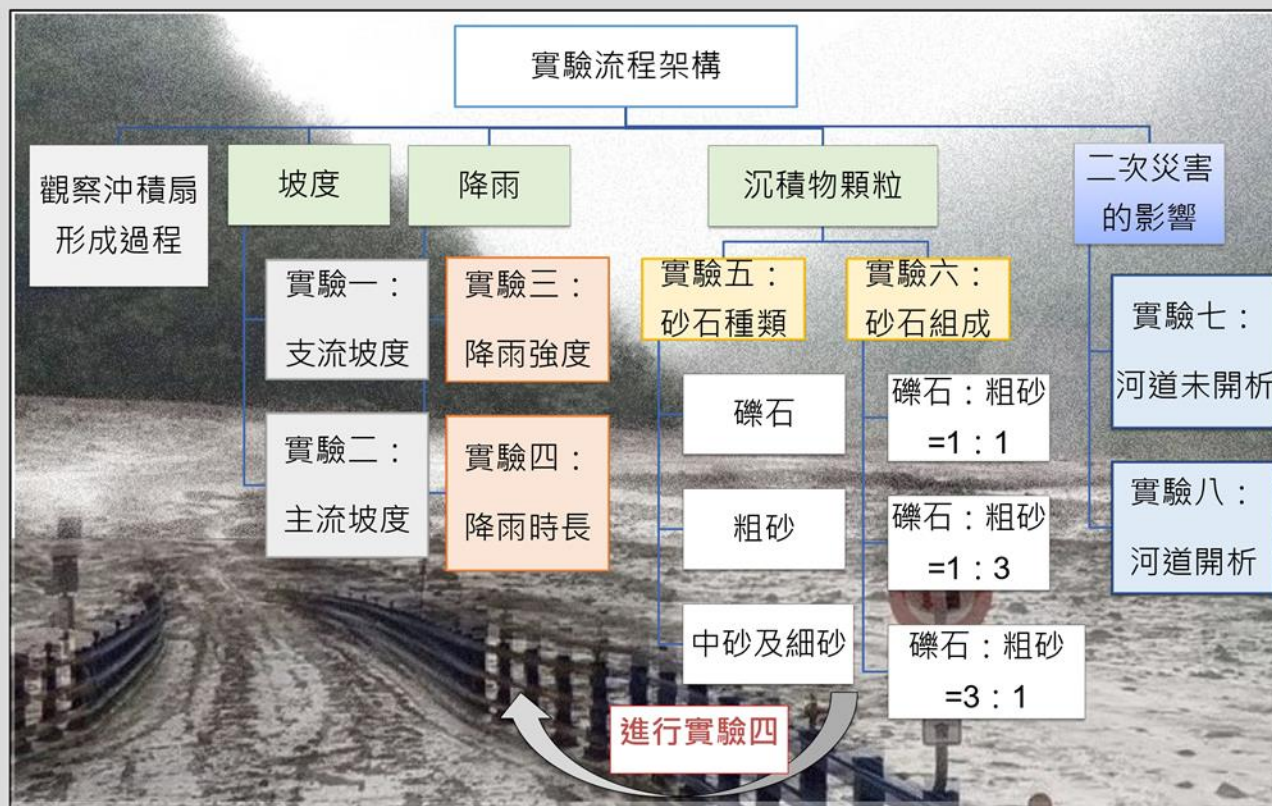 實驗流程架構
觀察沖積扇
形成過程
坡度
降雨
沉積物顆粒
二次災害
的影響
實驗一：
支流坡度
實驗二：
主流坡度
實驗三：
降雨強度
實驗四：
降雨時長
實驗五：
砂石種類
礫石
粗砂
中砂及細砂
實驗六：
砂石組成
礫石：粗砂
=1：1
礫石：粗砂
=1：3
礫石：粗砂
=3：1
實驗七：
河道未開析
實驗八：
河道開析
進行實驗四